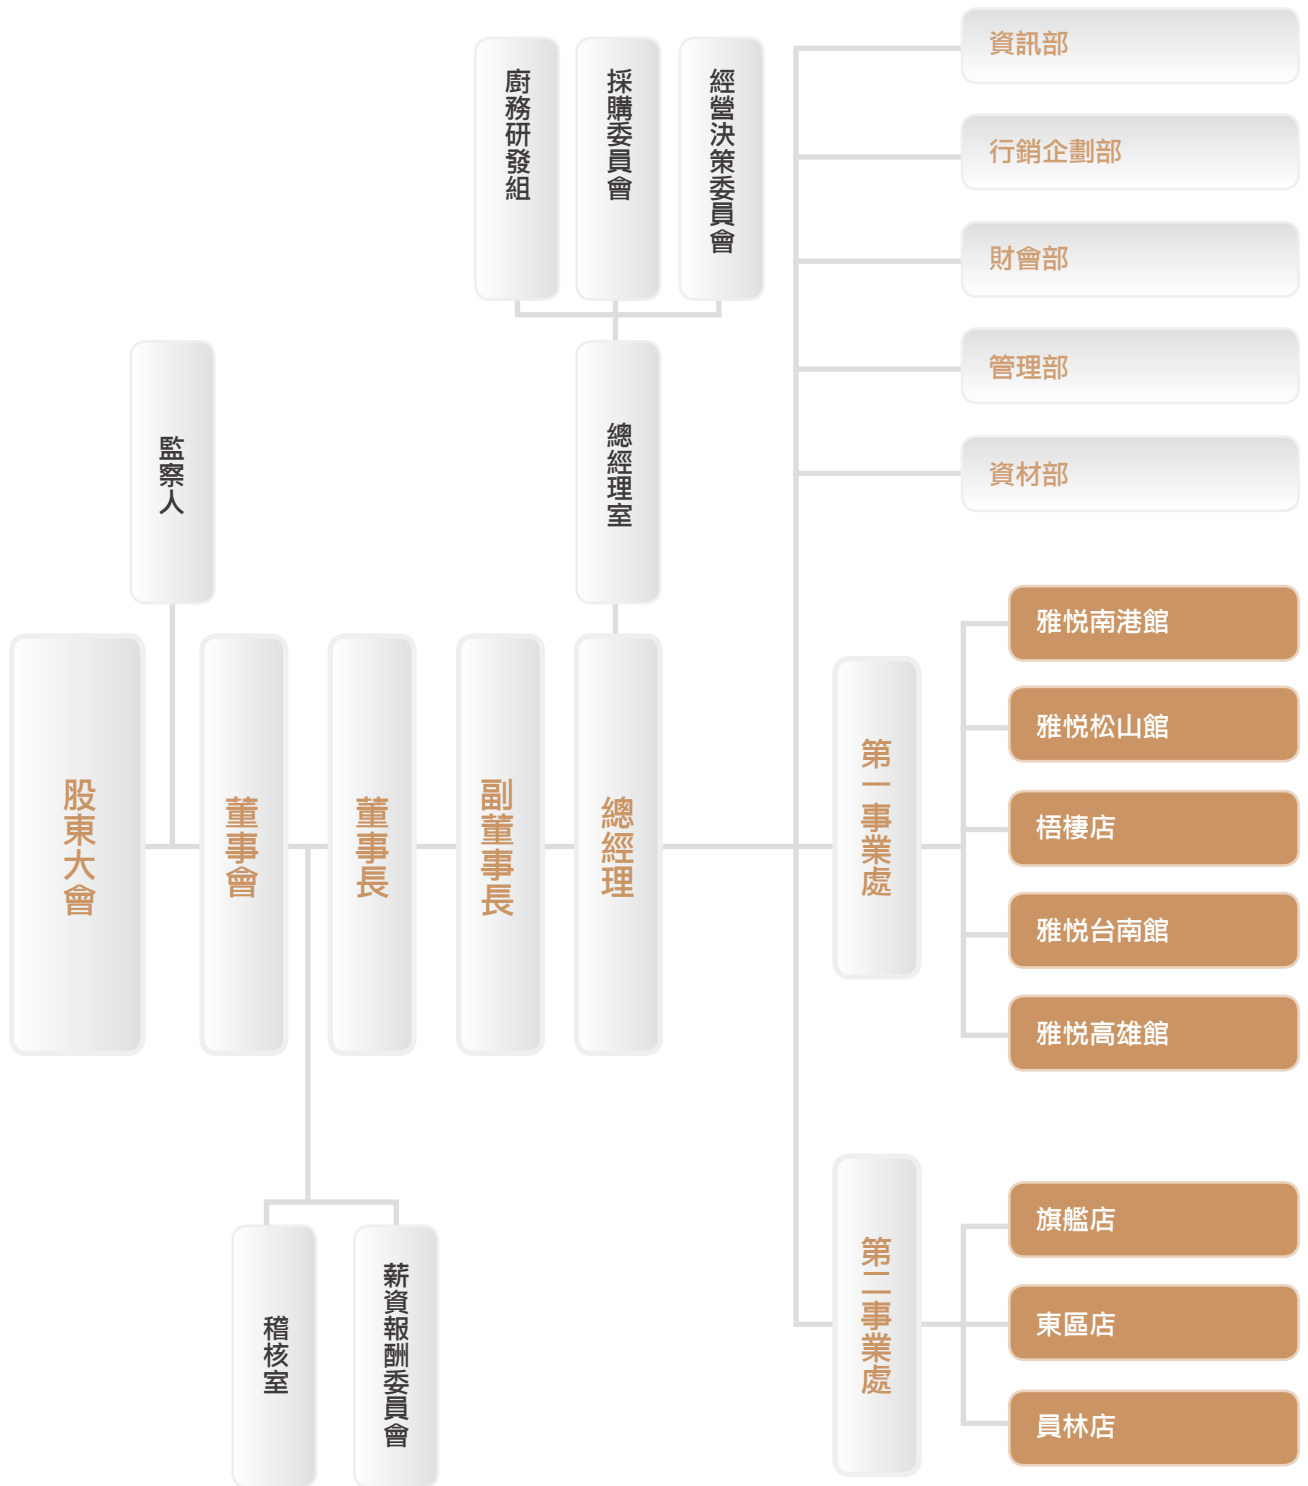 廚務研發組
採購委員會
經營決策委員會
監察人
總經理室
股東大會
董事會
董事長
副董事長
總經理
稽核室
薪資報酬委員會
資訊部
行銷企劃部
財會部
管理部
資材部
第一事業處
雅悅南港館
雅悅松山館
梧棲店
雅悅台南館
雅悅高雄館
第二事業處
旗艦店
東區店
員林店